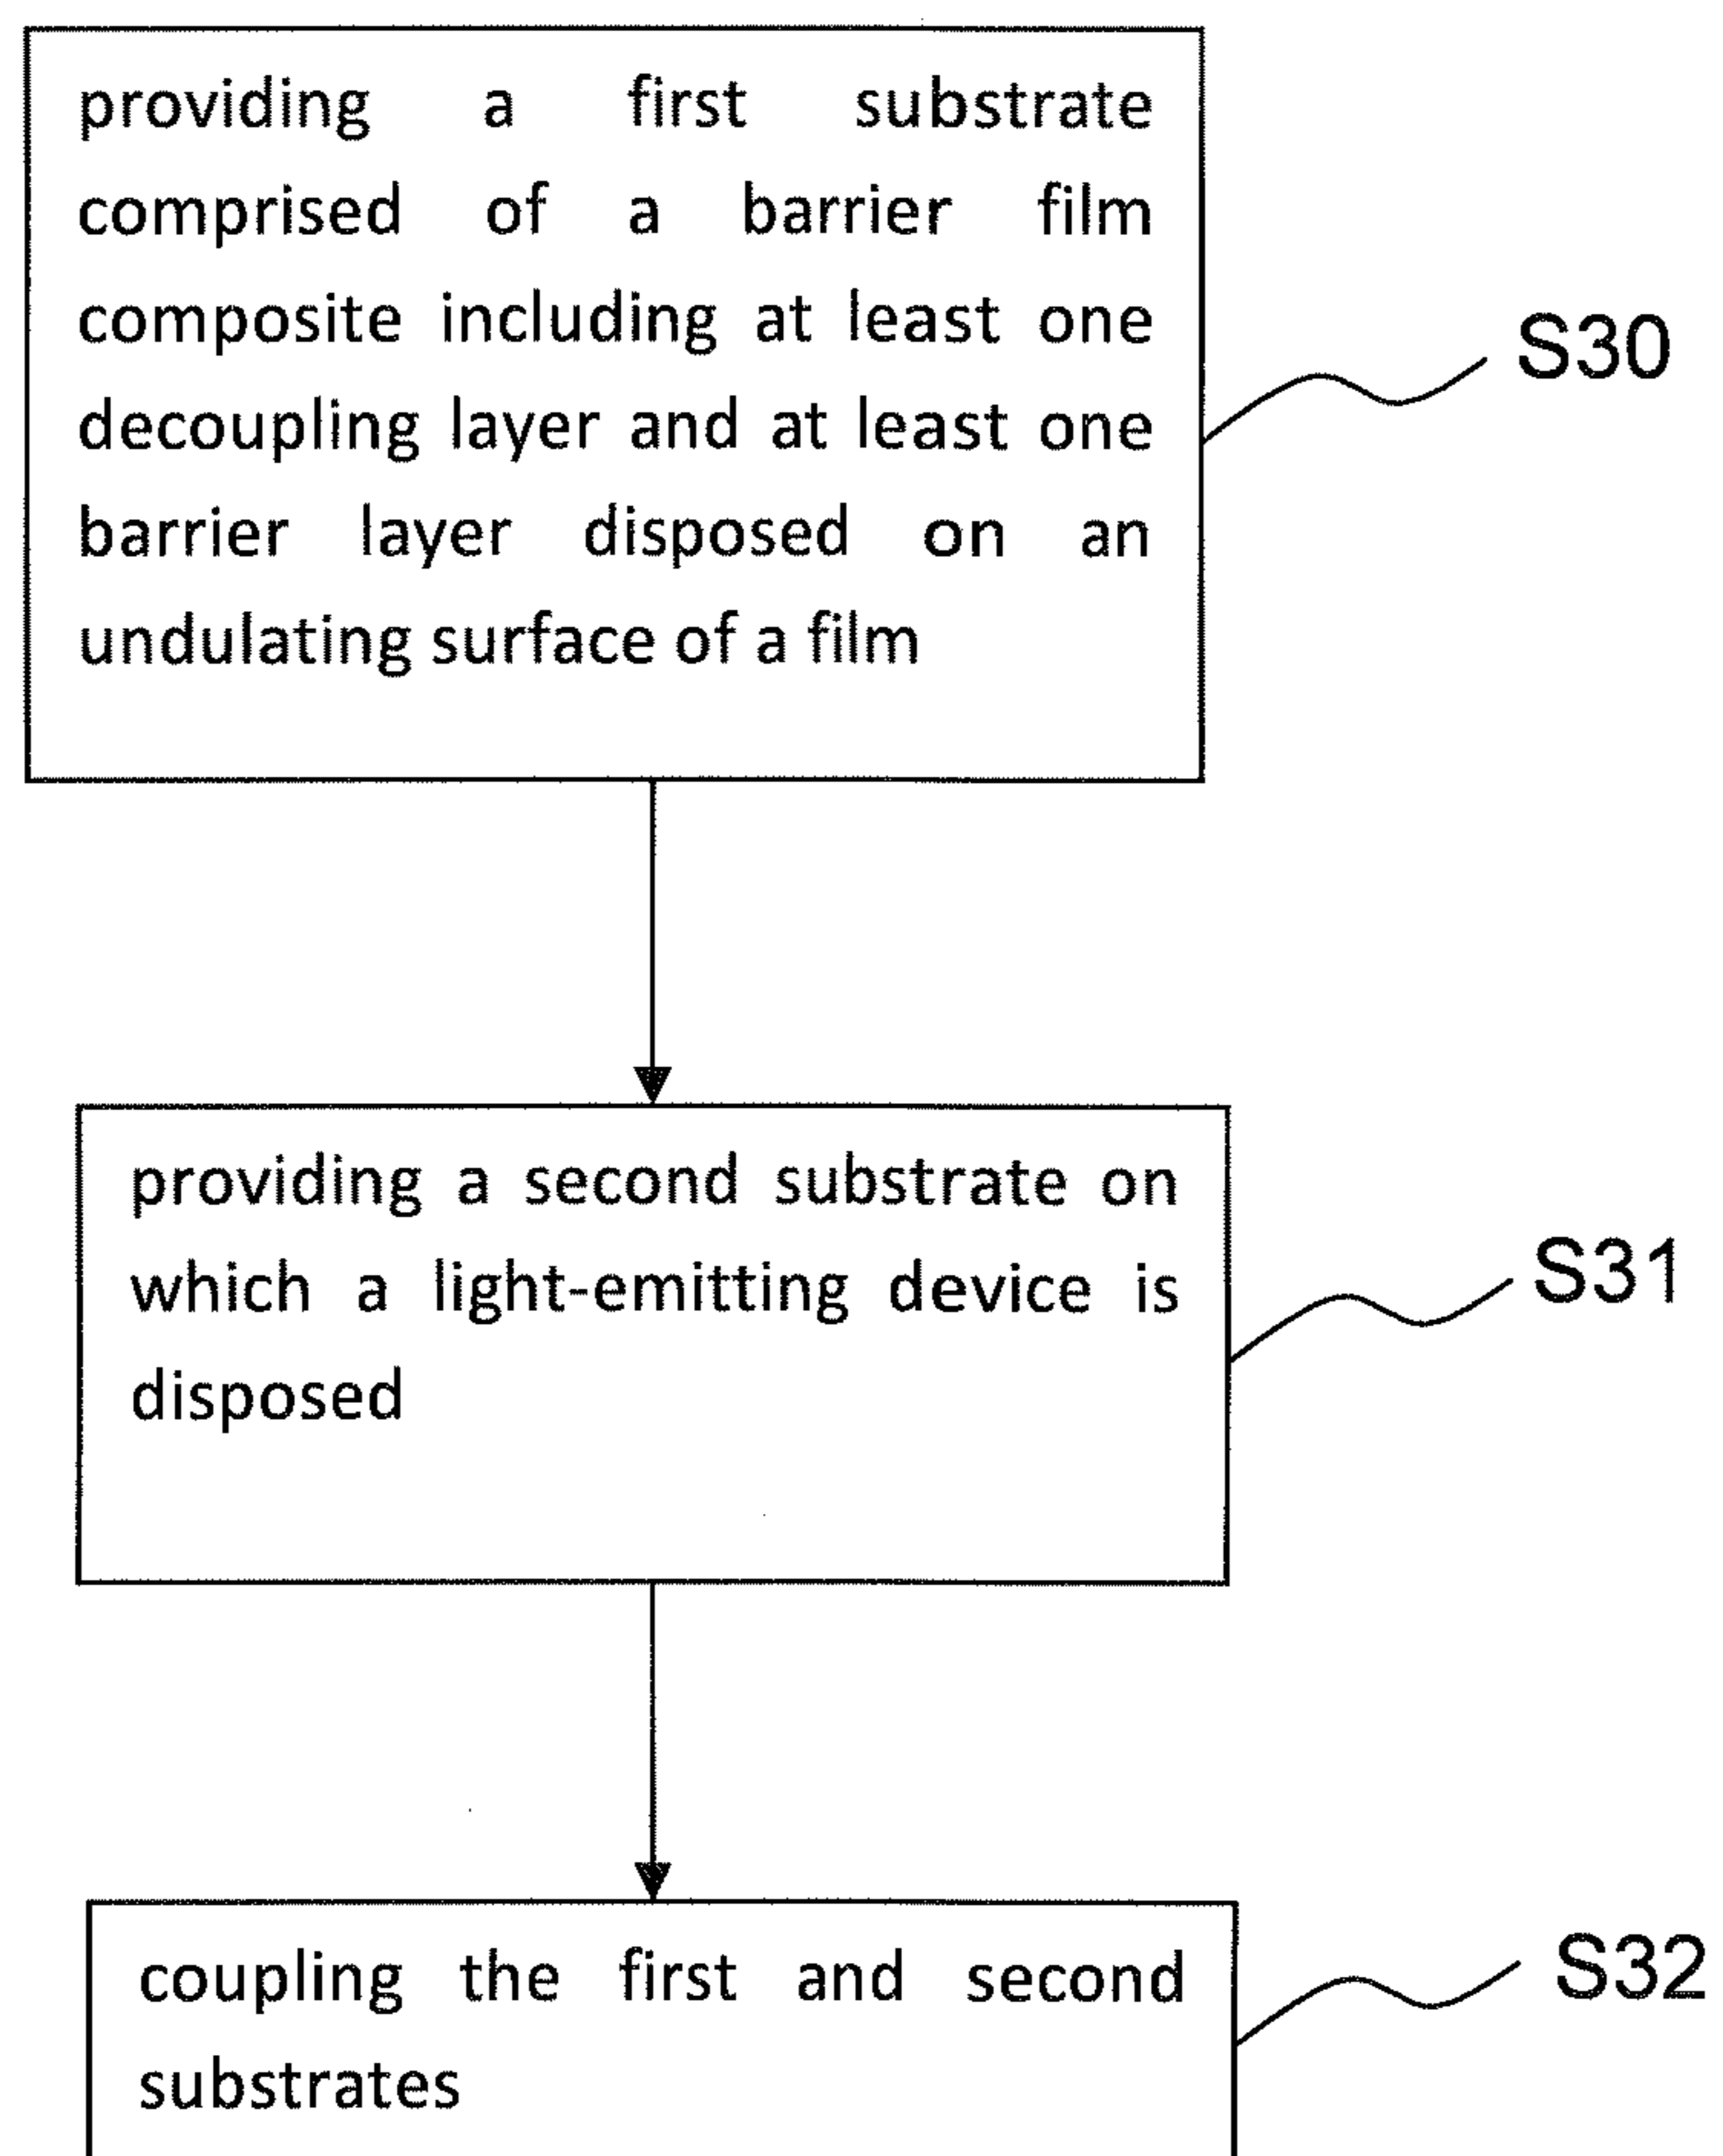 providing a first substrate
comprised of a barrier film
composite including at least one
decoupling layer and at least one
barrier layer disposed on an
undulating surface of a film
S30
providing a second substrate on
which a light-emitting device is
disposed
S31
coupling the first and second
substrates
S32